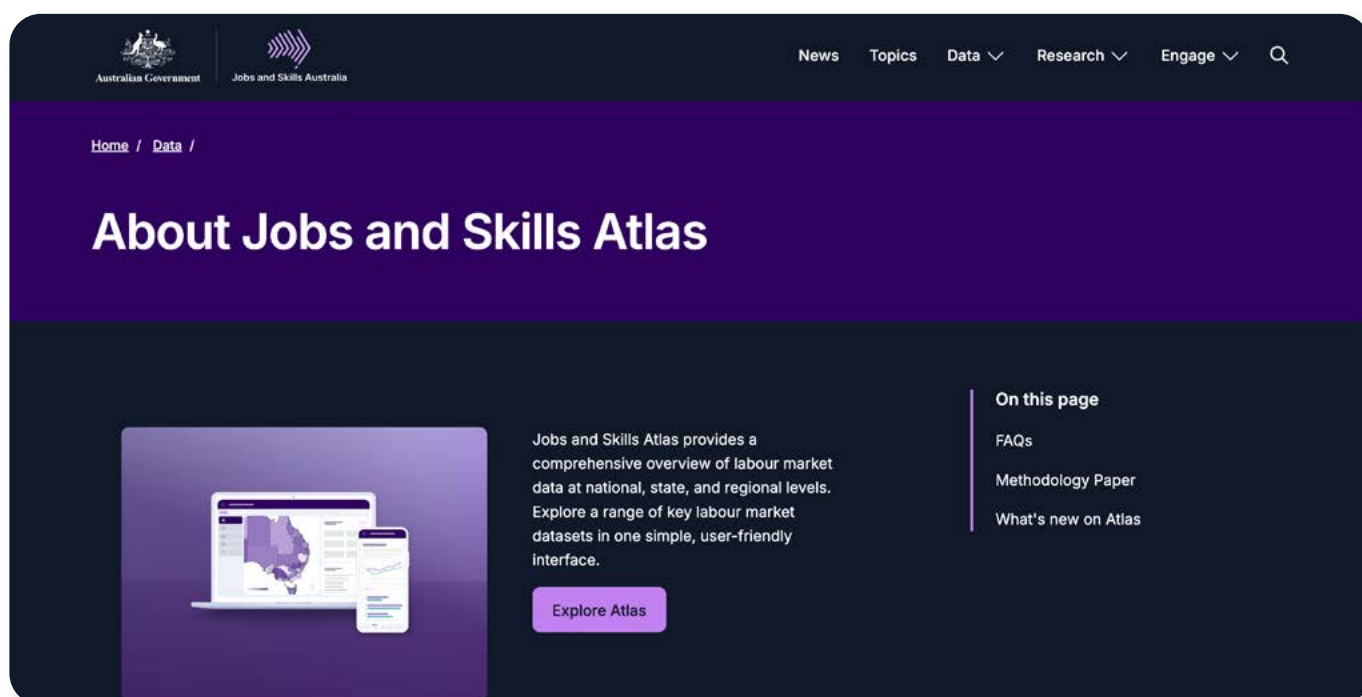 Australian Government
Jobs and Skills Australia
News Topics Data Research Engage
Home / Data /
About Jobs and Skills Atlas
Jobs and Skills Atlas provides a
comprehensive overview of labour market
data at national, state, and regional levels.
Explore a range of key labour market
datasets in one simple, user-friendly
interface.
Explore Atlas
On this page
FAQs
Methodology Paper
What's new on Atlas